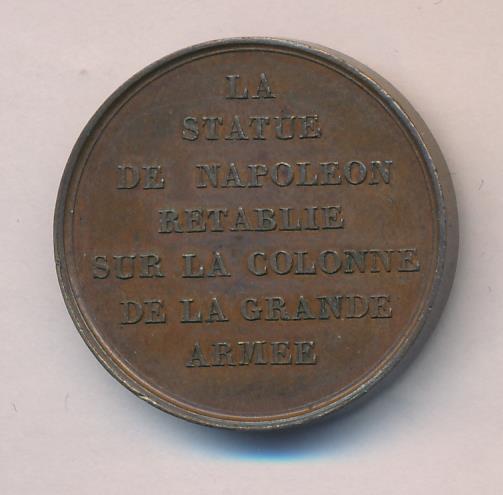 LA
STATUE
DE NAPOLEON
RETABLIE
SUR LA COLONNE
DE LA GRANDE
ARMEE